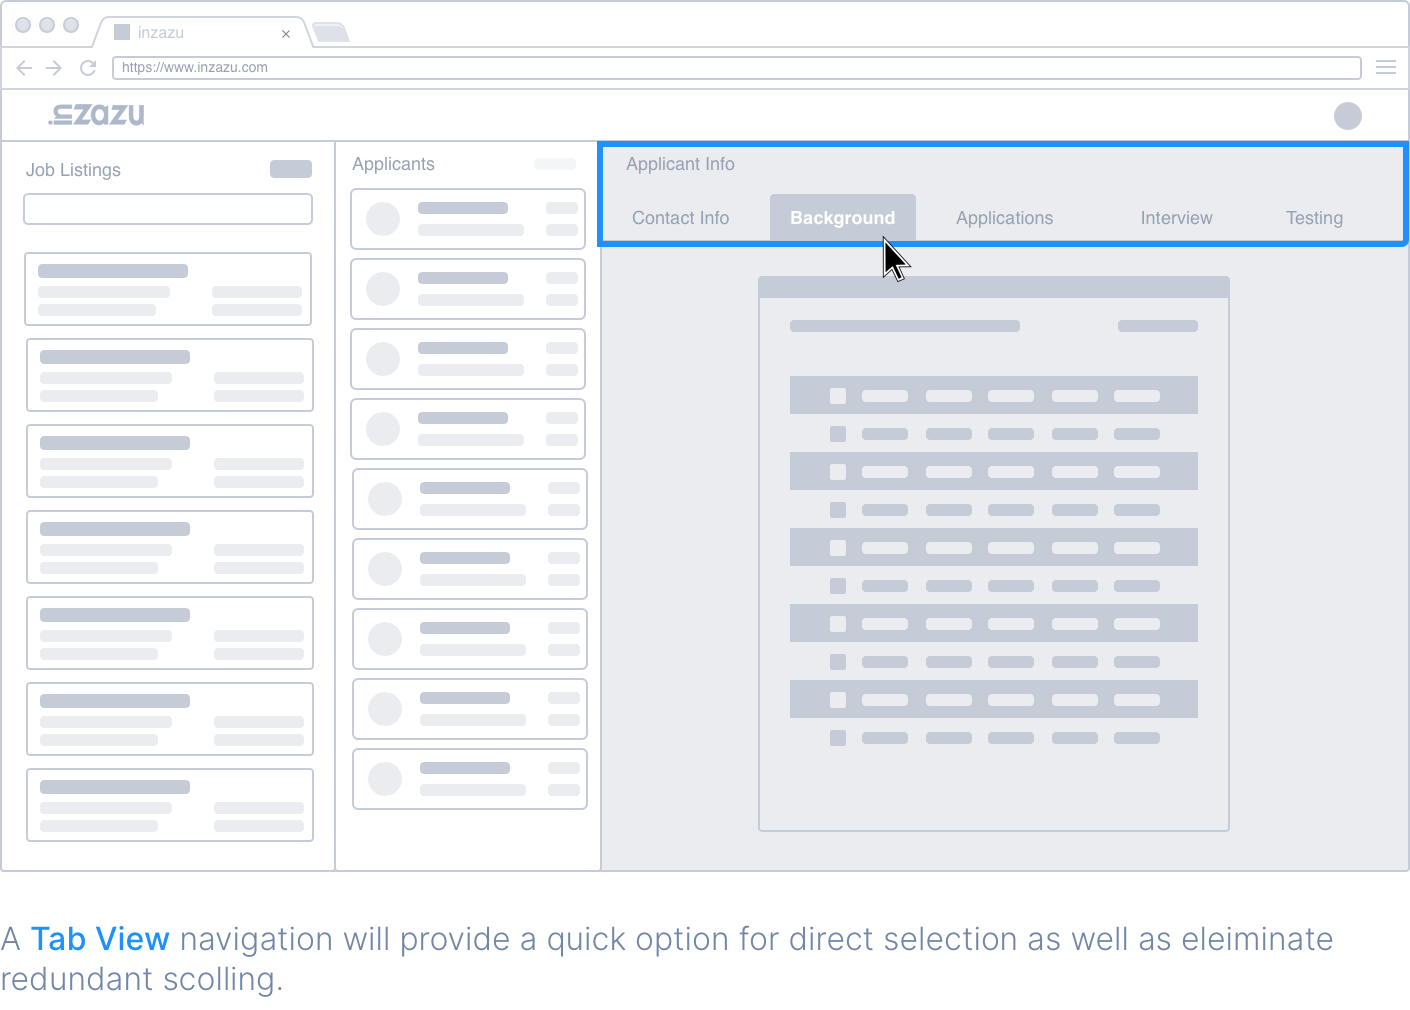 inzazu
https://www.inzazu.com
inzazu
Job Listings
Applicants
Applicant Info
Contact Info
Background
Applications
Interview
Testing
A Tab View navigation will provide a quick option for direct selection as well as eleiminate
redundant scolling.